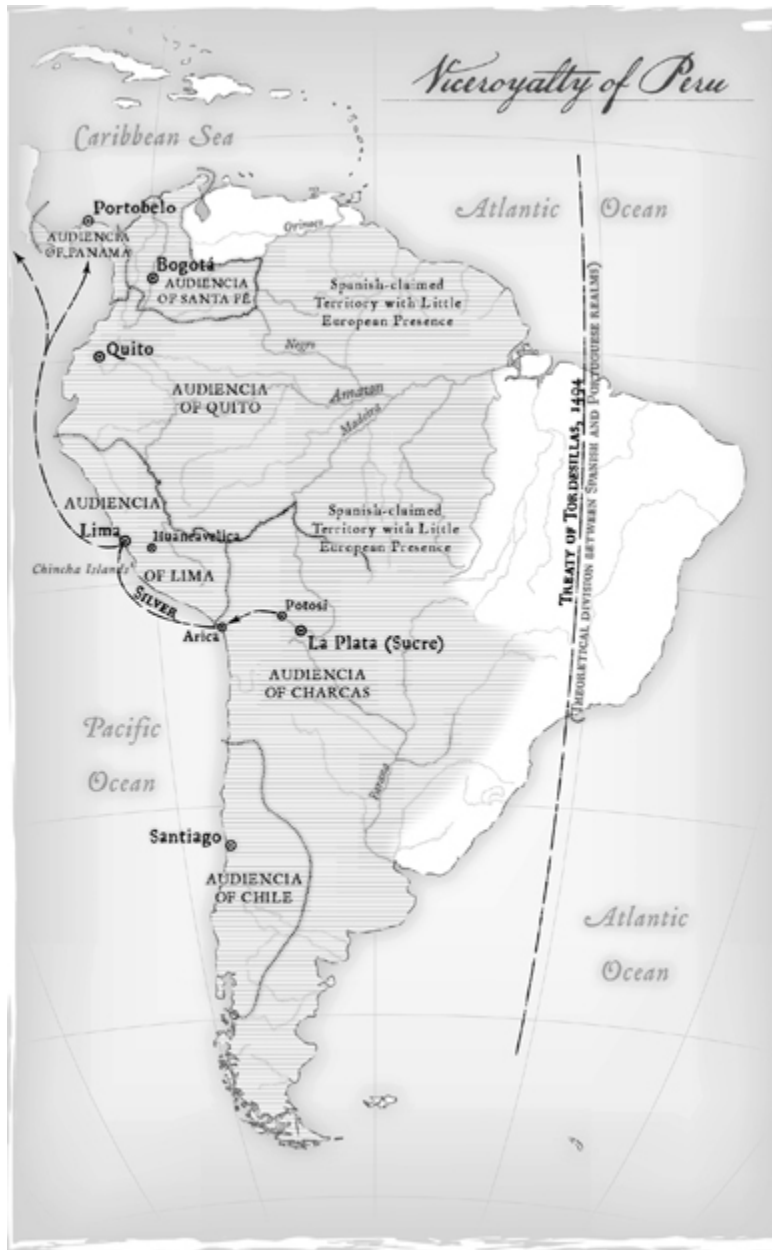 Viceroyalty of Peru
Caribbean Sea
Atlantic Ocean
Portobelo
AUDIENCIA
OF PANAMA
Orinoco
Bogotá
AUDIENCIA
OF SANTA FÉ
Spanish-claimed
Territory with Little
European Presence
Quito
Negro
AUDIENCIA
OF QUITO
Amazon
Madeira
TREATY OF TORDESILLAS, 1494
(THEORETICAL DIVISION BETWEEN SPANISH AND PORTUGUESE REALMS)
AUDIENCIA
Lima
Huancavelica
OF LIMA
Chincha Islands
Spanish-claimed
Territory with Little
European Presence
SILVER
Arica
Potosí
La Plata (Sucre)
AUDIENCIA
OF CHARCAS
Pacific
Ocean
Parana
Santiago
AUDIENCIA
OF CHILE
Atlantic
Ocean